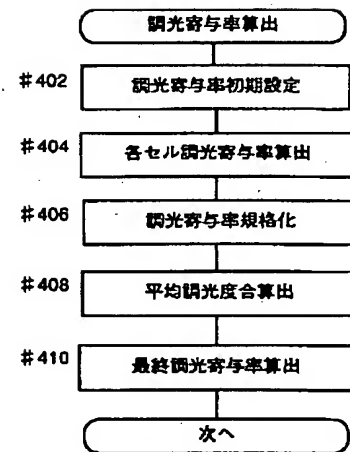 調光寄与率算出
#402 調光寄与率初期設定
#404 各セル調光寄与率算出
#406 調光寄与率規格化
#408 平均調光度合算出
#410 最終調光寄与率算出
次へ